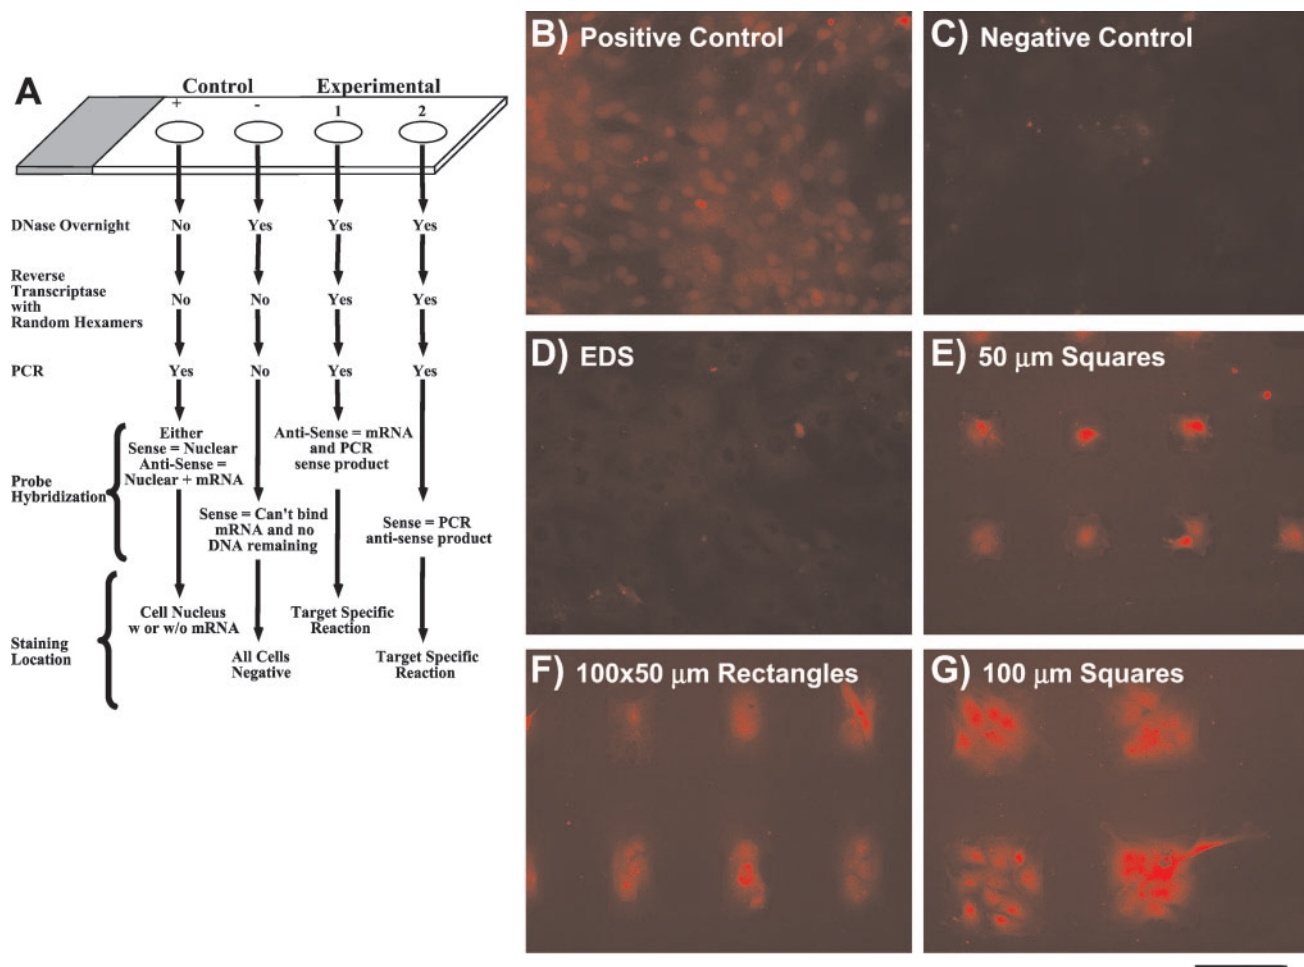 A
Control
Experimental
+
-
1
2
DNase Overnight
No
Yes
Yes
Yes
Reverse
Transcriptase
with
Random Hexamers
No
No
Yes
Yes
PCR
Yes
No
Yes
Yes
Probe
Hybridization
Either
Sense = Nuclear
Anti-Sense =
Nuclear + mRNA
Sense = Can't bind
mRNA and no
DNA remaining
Anti-Sense = mRNA
and PCR
sense product
Sense = PCR
anti-sense product
Staining
Location
Cell Nucleus
w or w/o mRNA
All Cells
Negative
Target Specific
Reaction
Target Specific
Reaction
B) Positive Control
C) Negative Control
D) EDS
E) 50 μm Squares
F) 100x50 μm Rectangles
G) 100 μm Squares